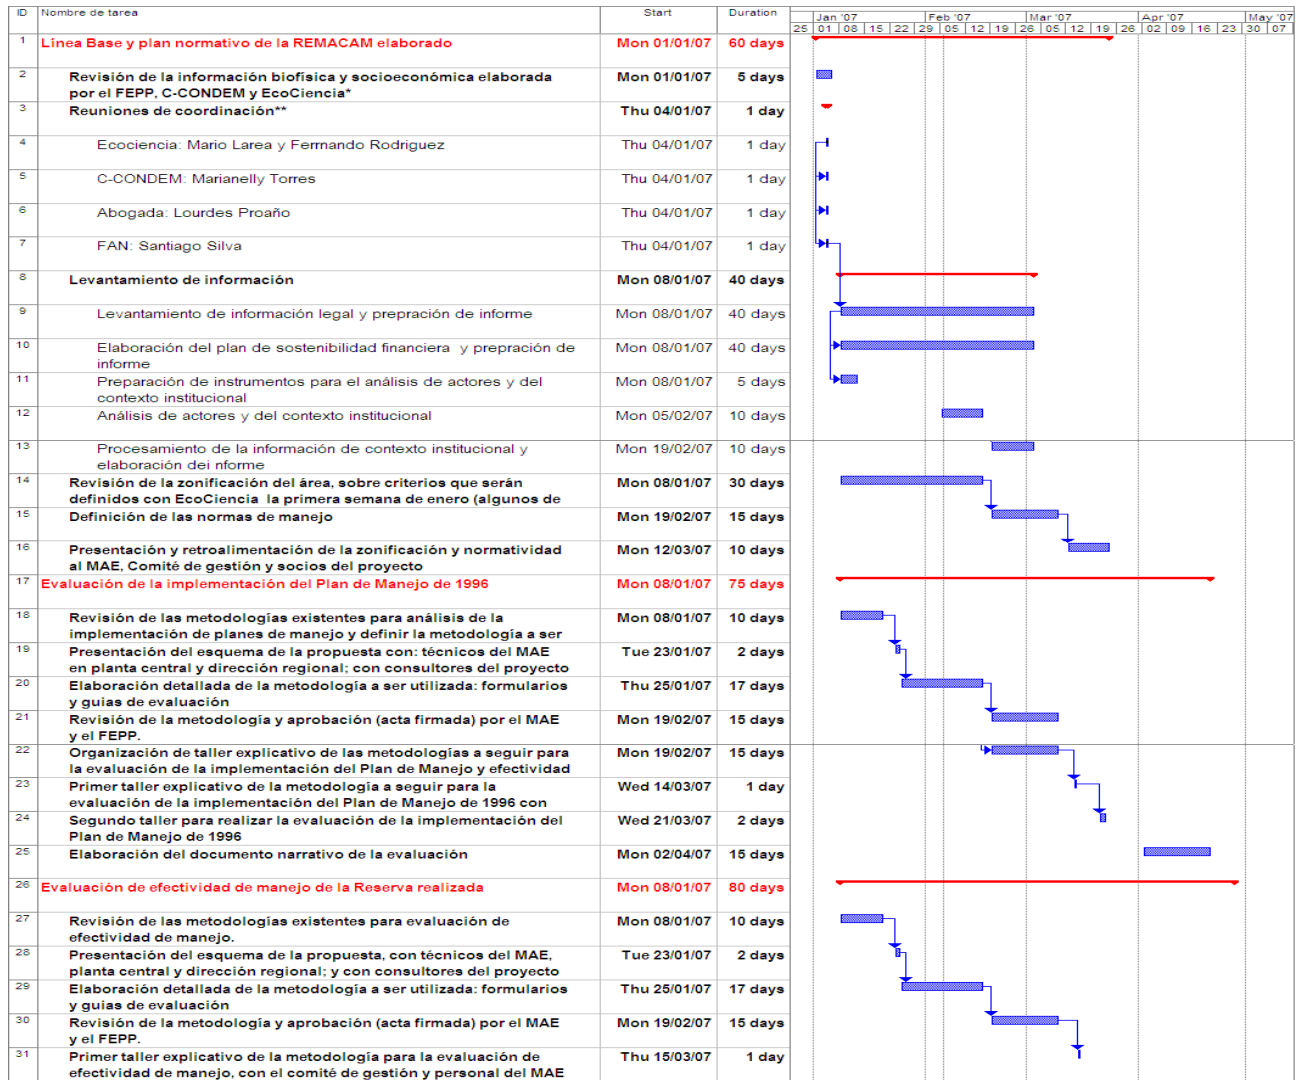 ID Nombre de tarea Start Duration Jan '07 Feb '07 Mar '07 Apr '07 May '07
25 01 08 15 22 29 05 12 19 26 05 12 19 26 02 09 16 23 30 07
1 Línea Base y plan normativo de la REMACAM elaborado Mon 01/01/07 60 days
2 Revisión de la información biofísica y socioeconómica elaborada Mon 01/01/07 5 days
por el FEPP, C-CONDEM y EcoCiencia*
3 Reuniones de coordinación** Thu 04/01/07 1 day
4 Ecociencia: Mario Larea y Fernnando Rodriguez Thu 04/01/07 1 day
5 C-CONDEM: Marianelly Torres Thu 04/01/07 1 day
6 Abogada: Lourdes Proaño Thu 04/01/07 1 day
7 FAN: Santiago Silva Thu 04/01/07 1 day
8 Levantamiento de información Mon 08/01/07 40 days
9 Levantamiento de información legal y prepración de informe Mon 08/01/07 40 days
10 Elaboración del plan de sostenibilidad financiera y prepración de Mon 08/01/07 40 days
informe
11 Preparación de instrumentos para el análisis de actores y del Mon 08/01/07 5 days
contexto institucional
12 Análisis de actores y del contexto institucional Mon 05/02/07 10 days
13 Procesamiento de la información de contexto institucional y Mon 19/02/07 10 days
elaboración dei nforme
14 Revisión de la zonificación del área, sobre criterios que serán Mon 08/01/07 30 days
definidos con EcoCiencia la primera semana de enero (algunos de
15 Definición de las normas de manejo Mon 19/02/07 15 days
16 Presentación y retroalimentación de la zonificación y normatividad Mon 12/03/07 10 days
al MAE, Comité de gestión y socios del proyecto
17 Evaluación de la implementación del Plan de Manejo de 1996 Mon 08/01/07 75 days
18 Revisión de las metodologías existentes para análisis de la Mon 08/01/07 10 days
implementación de planes de manejo y definir la metodología a ser
19 Presentación del esquema de la propuesta con: técnicos del MAE Tue 23/01/07 2 days
en planta central y dirección regional; con consultores del proyecto
20 Elaboración detallada de la metodología a ser utilizada: formularios Thu 25/01/07 17 days
y guias de evaluación
21 Revisión de la metodología y aprobación (acta firmada) por el MAE Mon 19/02/07 15 days
y el FEPP.
22 Organización de taller explicativo de las metodologías a seguir para Mon 19/02/07 15 days
la evaluación de la implementación del Plan de Manejo y efectividad
23 Primer taller explicativo de la metodología a seguir para la Wed 14/03/07 1 day
evaluación de la implementación del Plan de Manejo de 1996 con
24 Segundo taller para realizar la evaluación de la implementación del Wed 21/03/07 2 days
Plan de Manejo de 1996
25 Elaboración del documento narrativo de la evaluación Mon 02/04/07 15 days
26 Evaluación de efectividad de manejo de la Reserva realizada Mon 08/01/07 80 days
27 Revisión de las metodologías existentes para evaluación de Mon 08/01/07 10 days
efectividad de manejo.
28 Presentación del esquema de la propuesta, con técnicos del MAE, Tue 23/01/07 2 days
planta central y dirección regional; y con consultores del proyecto
29 Elaboración detallada de la metodología a ser utilizada: formularios Thu 25/01/07 17 days
y guias de evaluación
30 Revisión de la metodología y aprobación (acta firmada) por el MAE Mon 19/02/07 15 days
y el FEPP.
31 Primer taller explicativo de la metodología para la evaluación de Thu 15/03/07 1 day
efectividad de manejo, con el comité de gestión y personal del MAE